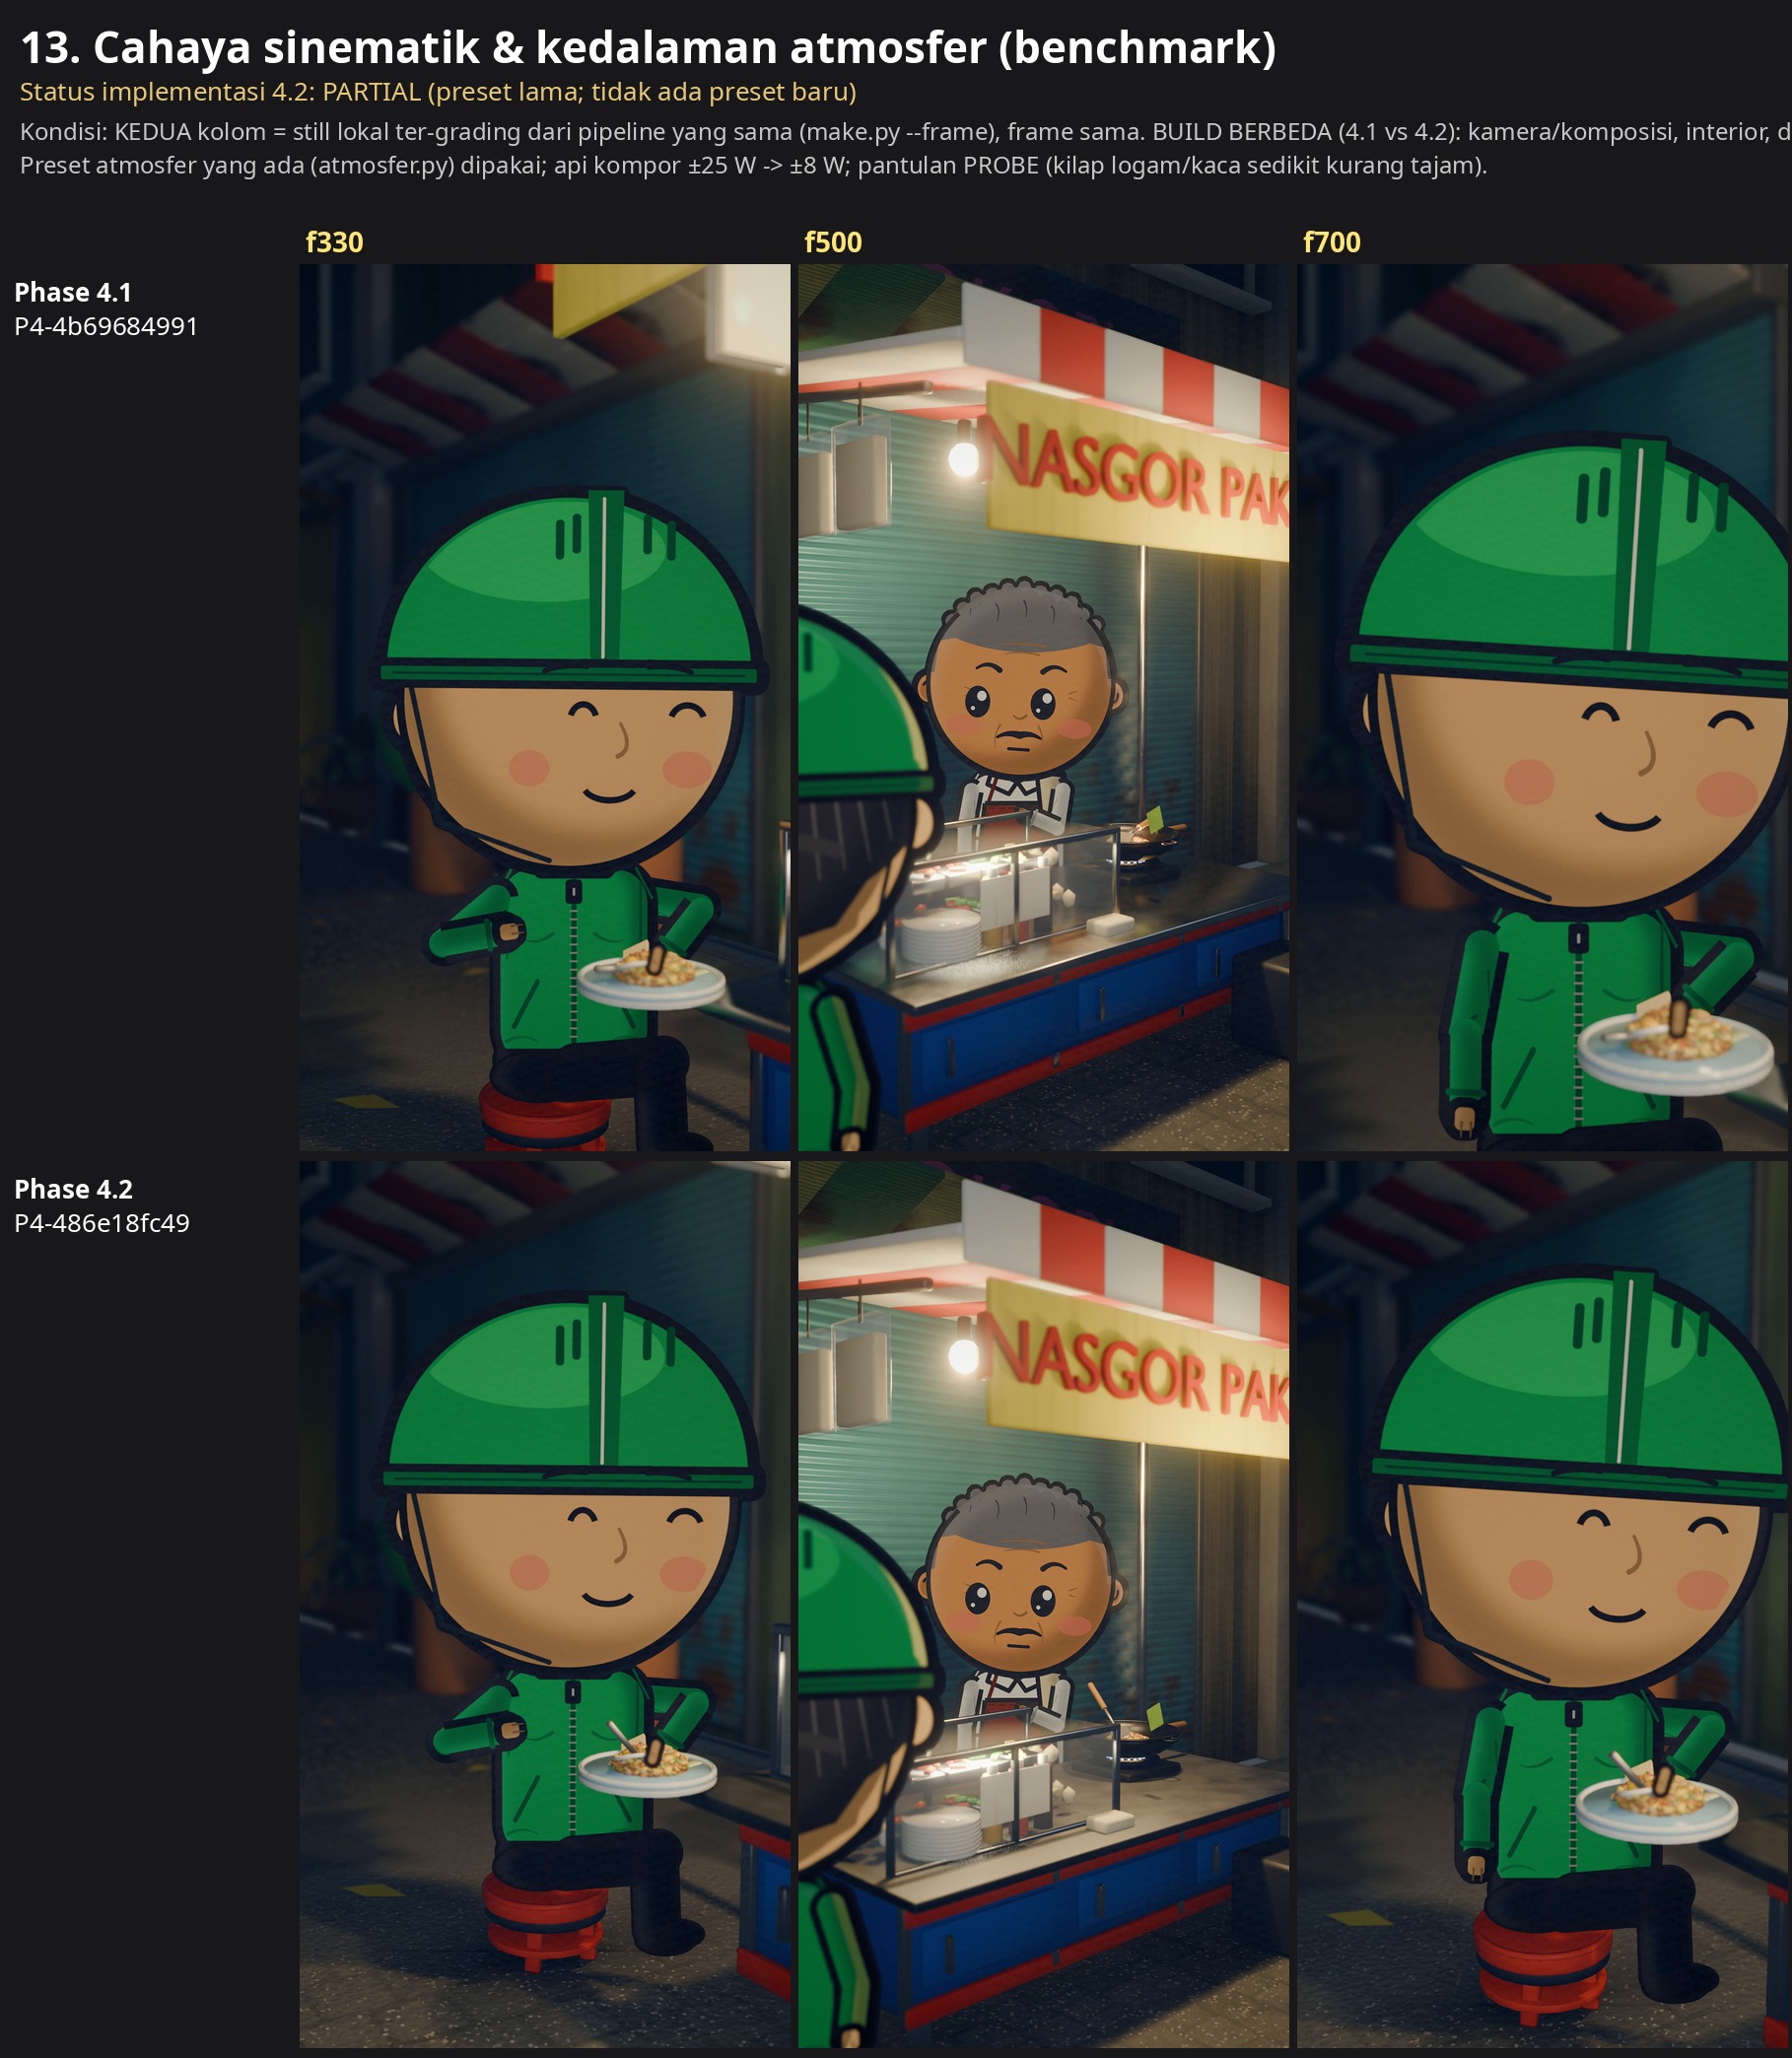 13. Cahaya sinematik & kedalaman atmosfer (benchmark)
Status implementasi 4.2: PARTIAL (preset lama; tidak ada preset baru)
Kondisi: KEDUA kolom = still lokal ter-grading dari pipeline yang sama (make.py --frame), frame sama. BUILD BERBEDA (4.1 vs 4.2): kamera/komposisi, interior, d
Preset atmosfer yang ada (atmosfer.py) dipakai; api kompor ±25 W -> ±8 W; pantulan PROBE (kilap logam/kaca sedikit kurang tajam).
f330
f500
f700
Phase 4.1
P4-4b69684991
NASGOR PAK
Phase 4.2
P4-486e18fc49
NASGOR PAK